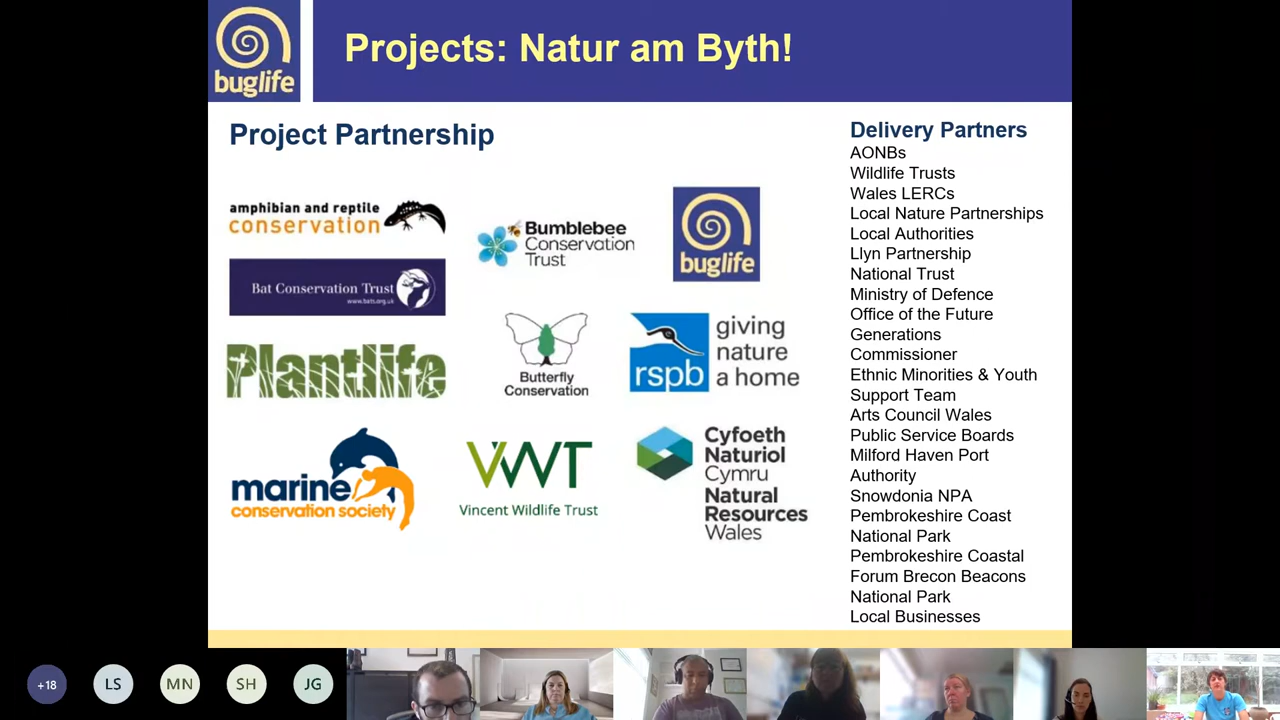 buglife
Projects: Natur am Byth!
Project Partnership
amphibian and reptile
conservation
Bat Conservation Trust
www.bats.org.uk
Plantlife
marine
conservation society
Bumblebee
Conservation
Trust
Butterfly
Conservation
VWT
Vincent Wildlife Trust
buglife
rspb
giving
nature
a home
Cyfoeth
Naturiol
Cymru
Natural
Resources
Wales
Delivery Partners
AONBs
Wildlife Trusts
Wales LERCs
Local Nature Partnerships
Local Authorities
Llyn Partnership
National Trust
Ministry of Defence
Office of the Future
Generations
Commissioner
Ethnic Minorities & Youth
Support Team
Arts Council Wales
Public Service Boards
Milford Haven Port
Authority
Snowdonia NPA
Pembrokeshire Coast
National Park
Pembrokeshire Coastal
Forum Brecon Beacons
National Park
Local Businesses
+18
LS
MN
SH
JG